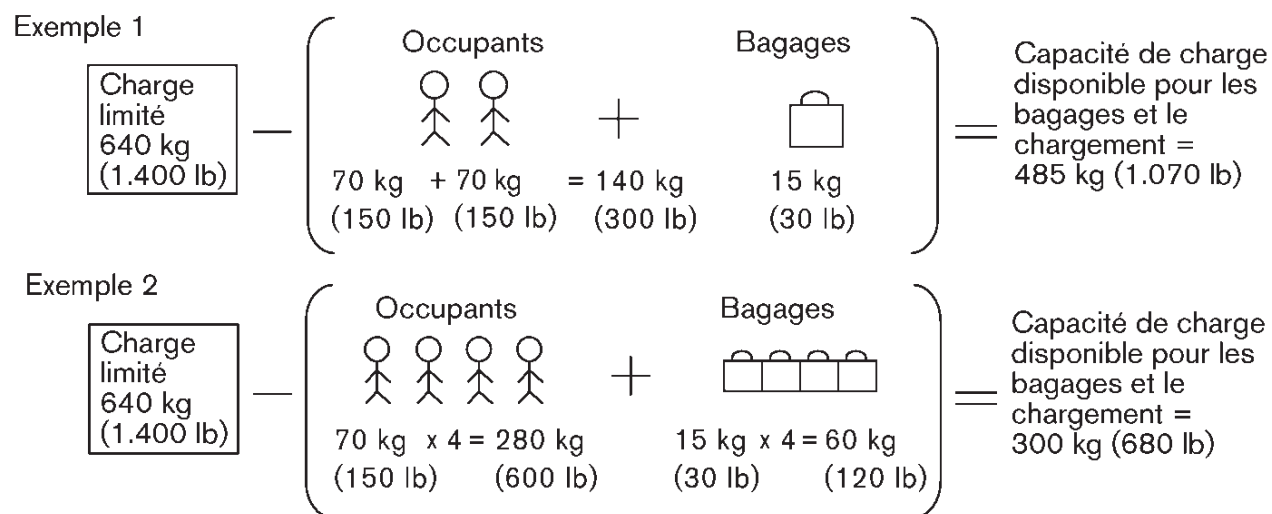 Exemple 1
Charge
limité
640 kg
(1.400 lb)
Occupants
70 kg + 70 kg = 140 kg
(150 lb) (150 lb) (300 lb)
+
Bagages
15 kg
(30 lb)
Capacité de charge
disponible pour les
bagages et le
chargement =
485 kg (1.070 lb)
Exemple 2
Charge
limité
640 kg
(1.400 lb)
Occupants
70 kg x 4 = 280 kg
(150 lb) (600 lb)
+
Bagages
15 kg x 4 = 60 kg
(30 lb) (120 lb)
Capacité de charge
disponible pour les
bagages et le
chargement =
300 kg (680 lb)